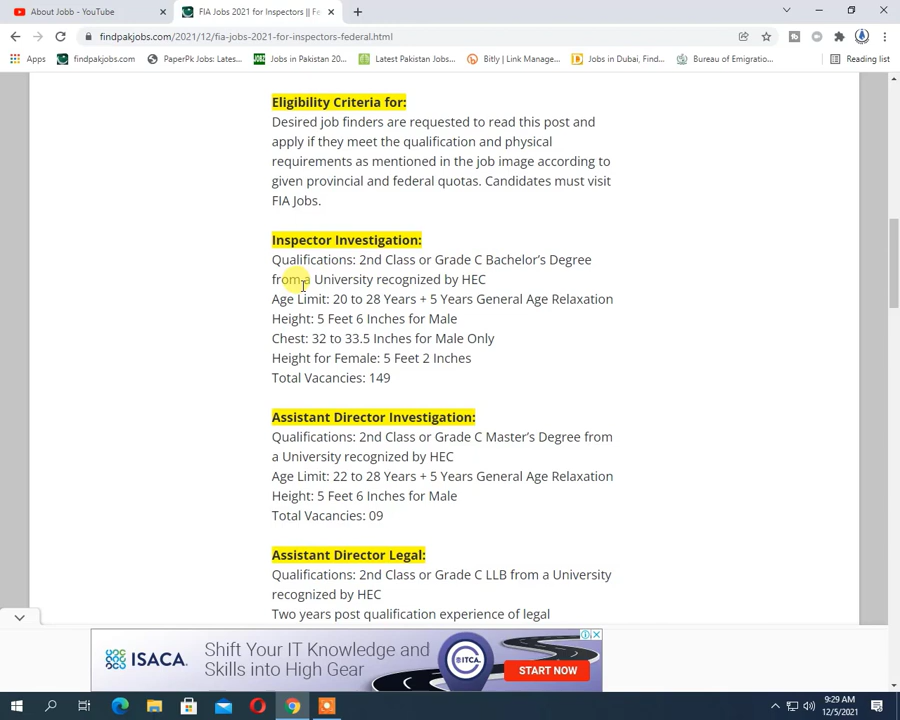 About Jobb - YouTube
FIA Jobs 2021 for Inspectors || Fe
findpakjobs.com/2021/12/fia-jobs-2021-for-inspectors-federal.html
Apps
findpakjobs.com
PaperPk Jobs: Lates...
Jobs in Pakistan 20...
Latest Pakistan Jobs...
Bitly | Link Manage...
Jobs in Dubai, Find...
Bureau of Emigratio...
Reading list
Eligibility Criteria for:
Desired job finders are requested to read this post and
apply if they meet the qualification and physical
requirements as mentioned in the job image according to
given provincial and federal quotas. Candidates must visit
FIA Jobs.
Inspector Investigation:
Qualifications: 2nd Class or Grade C Bachelor's Degree
from a University recognized by HEC
Age Limit: 20 to 28 Years + 5 Years General Age Relaxation
Height: 5 Feet 6 Inches for Male
Chest: 32 to 33.5 Inches for Male Only
Height for Female: 5 Feet 2 Inches
Total Vacancies: 149
Assistant Director Investigation:
Qualifications: 2nd Class or Grade C Master's Degree from
a University recognized by HEC
Age Limit: 22 to 28 Years + 5 Years General Age Relaxation
Height: 5 Feet 6 Inches for Male
Total Vacancies: 09
Assistant Director Legal:
Qualifications: 2nd Class or Grade C LLB from a University
recognized by HEC
Two years post qualification experience of legal
ISACA.
Shift Your IT Knowledge and
Skills into High Gear
ITCA
START NOW
9:29 AM
12/5/2021